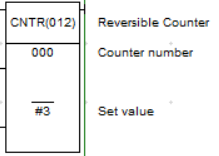 CNTR(012) Reversible Counter
000 Counter number
#3 Set value